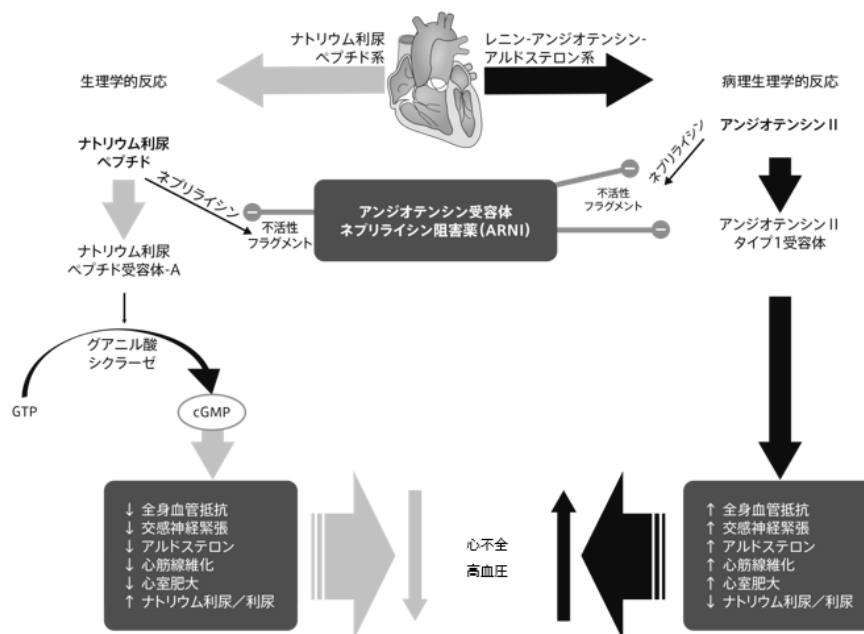 ナトリウム利尿
ペプチド系
レニン-アンジオテンシン-
アルドステロン系
生理学的反応
病理生理学的反応
ナトリウム利尿
ペプチド
ネプリライシン
不活性
フラグメント
アンジオテンシン受容体
ネプリライシン阻害薬(ARNI)
不活性
フラグメント
ネプリライシン
アンジオテンシンⅡ
アンジオテンシンⅡ
タイプ1受容体
ナトリウム利尿
ペプチド受容体-A
グアニル酸
シクラーゼ
GTP
cGMP
↓ 全身血管抵抗
↓ 交感神経緊張
↓ アルドステロン
↓ 心筋線維化
↓ 心室肥大
↑ ナトリウム利尿／利尿
心不全
高血圧
↑ 全身血管抵抗
↑ 交感神経緊張
↑ アルドステロン
↑ 心筋線維化
↑ 心室肥大
↓ ナトリウム利尿／利尿